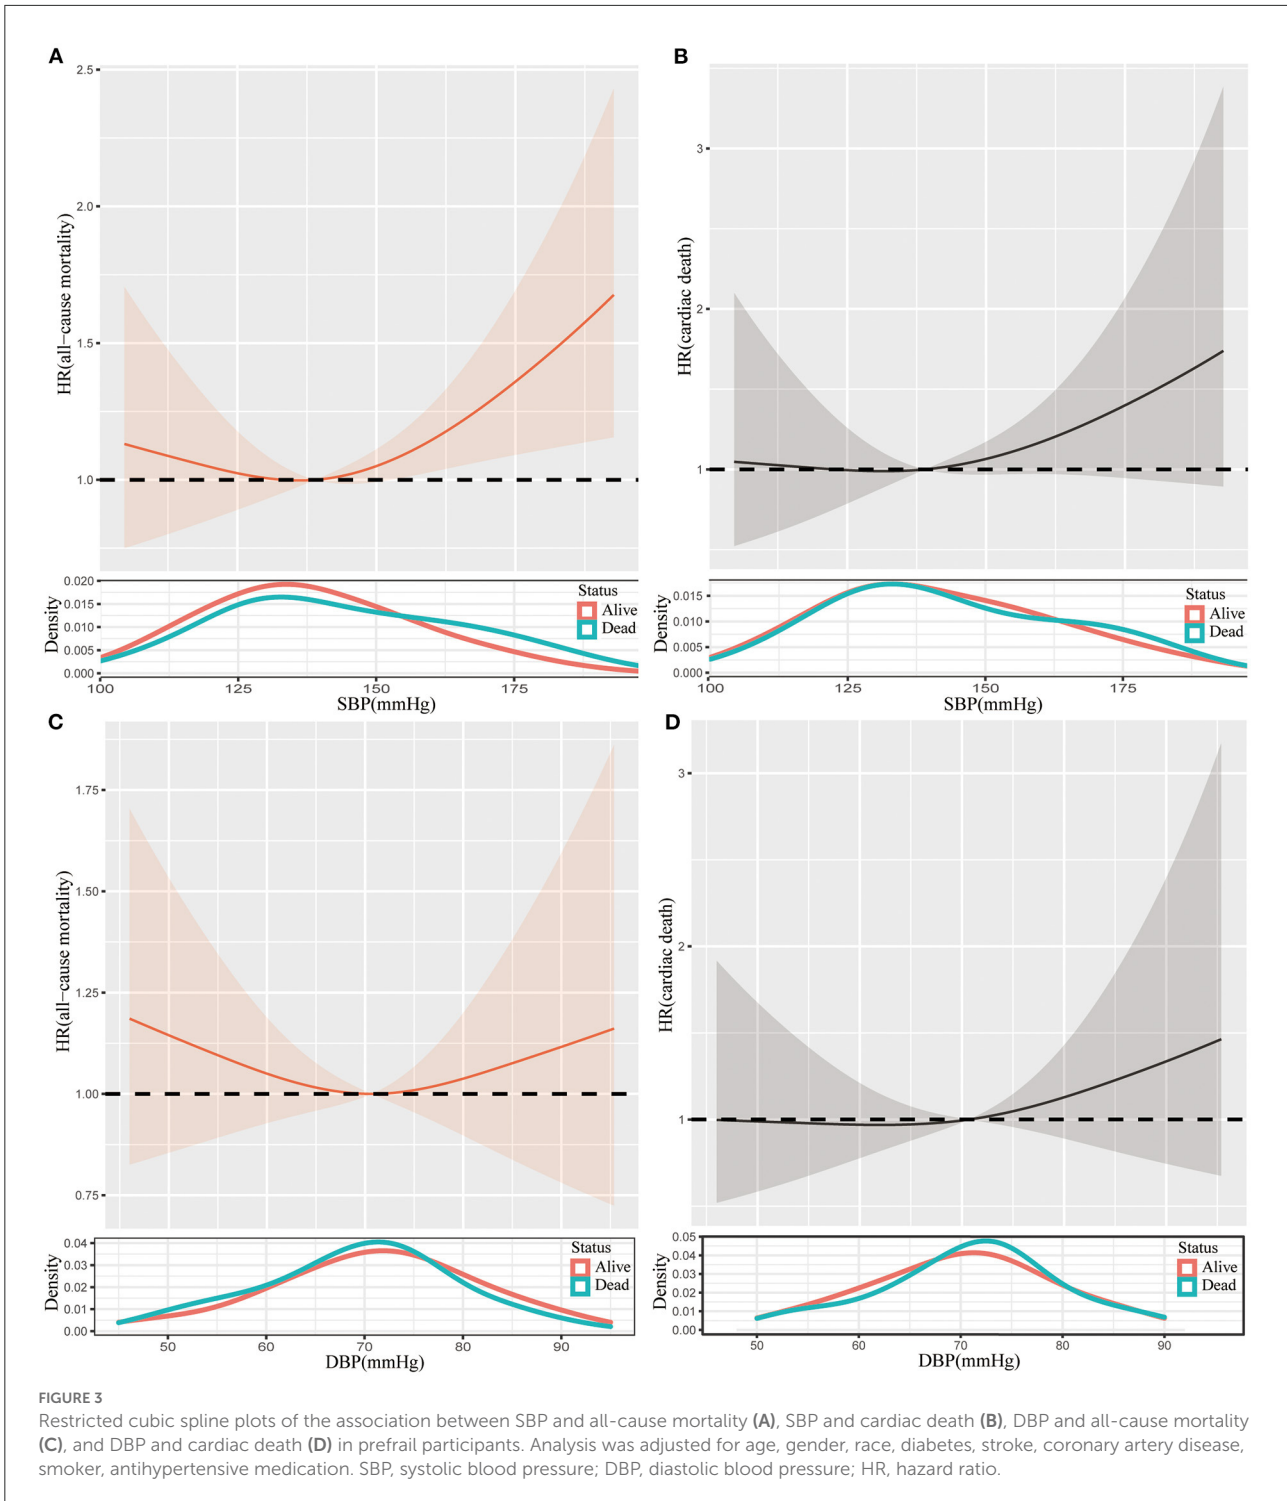 A
2.5
2.0
1.5
1.0
HR(all−cause mortality)
0.020
0.015
0.010
0.005
0.000
Density
Status
Alive
Dead
100
125
150
175
SBP(mmHg)
B
3
2
1
HR(cardiac death)
0.015
0.010
0.005
0.000
Density
Status
Alive
Dead
100
125
150
175
SBP(mmHg)
C
1.75
1.50
1.25
1.00
0.75
HR(all−cause mortality)
0.04
0.03
0.02
0.01
0.00
Density
Status
Alive
Dead
50
60
70
80
90
DBP(mmHg)
D
3
2
1
HR(cardiac death)
0.05
0.04
0.03
0.02
0.01
0.00
Density
Status
Alive
Dead
50
60
70
80
90
DBP(mmHg)
FIGURE 3
Restricted cubic spline plots of the association between SBP and all-cause mortality (A), SBP and cardiac death (B), DBP and all-cause mortality
(C), and DBP and cardiac death (D) in prefrail participants. Analysis was adjusted for age, gender, race, diabetes, stroke, coronary artery disease,
smoker, antihypertensive medication. SBP, systolic blood pressure; DBP, diastolic blood pressure; HR, hazard ratio.